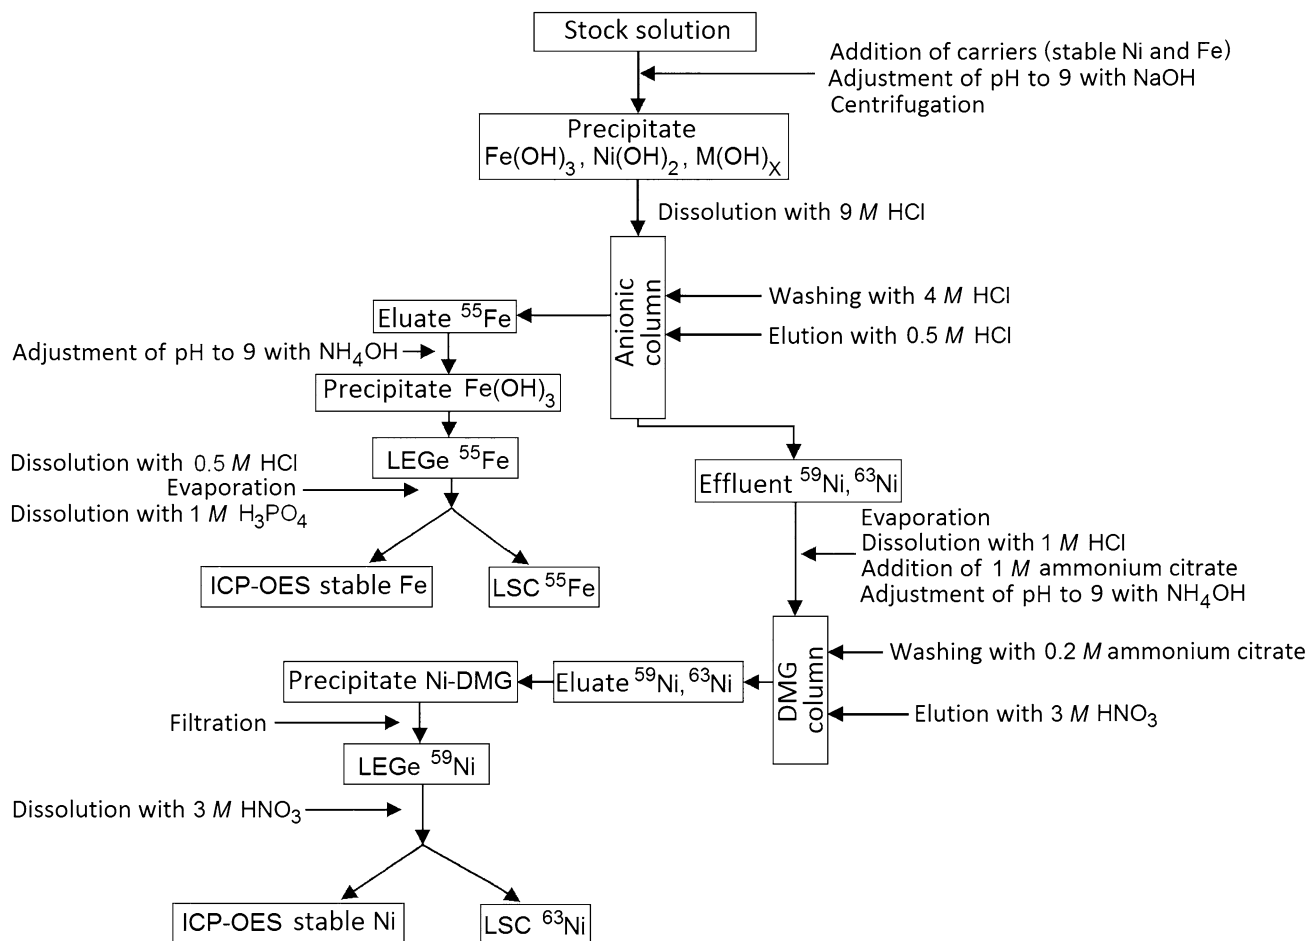 Stock solution
Addition of carriers (stable Ni and Fe)
Adjustment of pH to 9 with NaOH
Centrifugation
Precipitate
Fe(OH)₃, Ni(OH)₂, M(OH)ₓ
Dissolution with 9 M HCl
Anionic
column
Washing with 4 M HCl
Elution with 0.5 M HCl
Eluate ⁵⁵Fe
Adjustment of pH to 9 with NH₄OH
Precipitate Fe(OH)₃
LEGe ⁵⁵Fe
Dissolution with 0.5 M HCl
Evaporation
Dissolution with 1 M H₃PO₄
ICP-OES stable Fe
LSC ⁵⁵Fe
Effluent ⁵⁹Ni, ⁶³Ni
Evaporation
Dissolution with 1 M HCl
Addition of 1 M ammonium citrate
Adjustment of pH to 9 with NH₄OH
DMG
column
Washing with 0.2 M ammonium citrate
Elution with 3 M HNO₃
Eluate ⁵⁹Ni, ⁶³Ni
Precipitate Ni-DMG
Filtration
LEGe ⁵⁹Ni
Dissolution with 3 M HNO₃
ICP-OES stable Ni
LSC ⁶³Ni